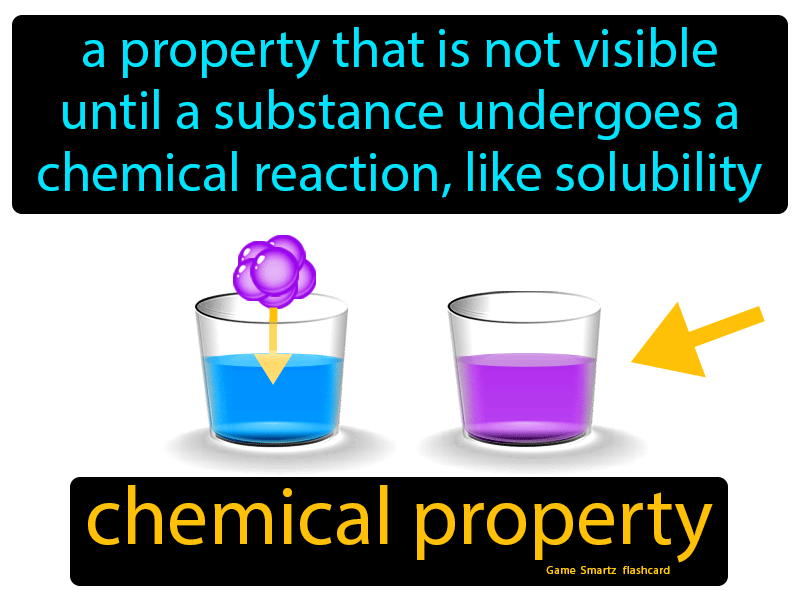 a property that is not visible
until a substance undergoes a
chemical reaction, like solubility
chemical property
Game Smartz flashcard